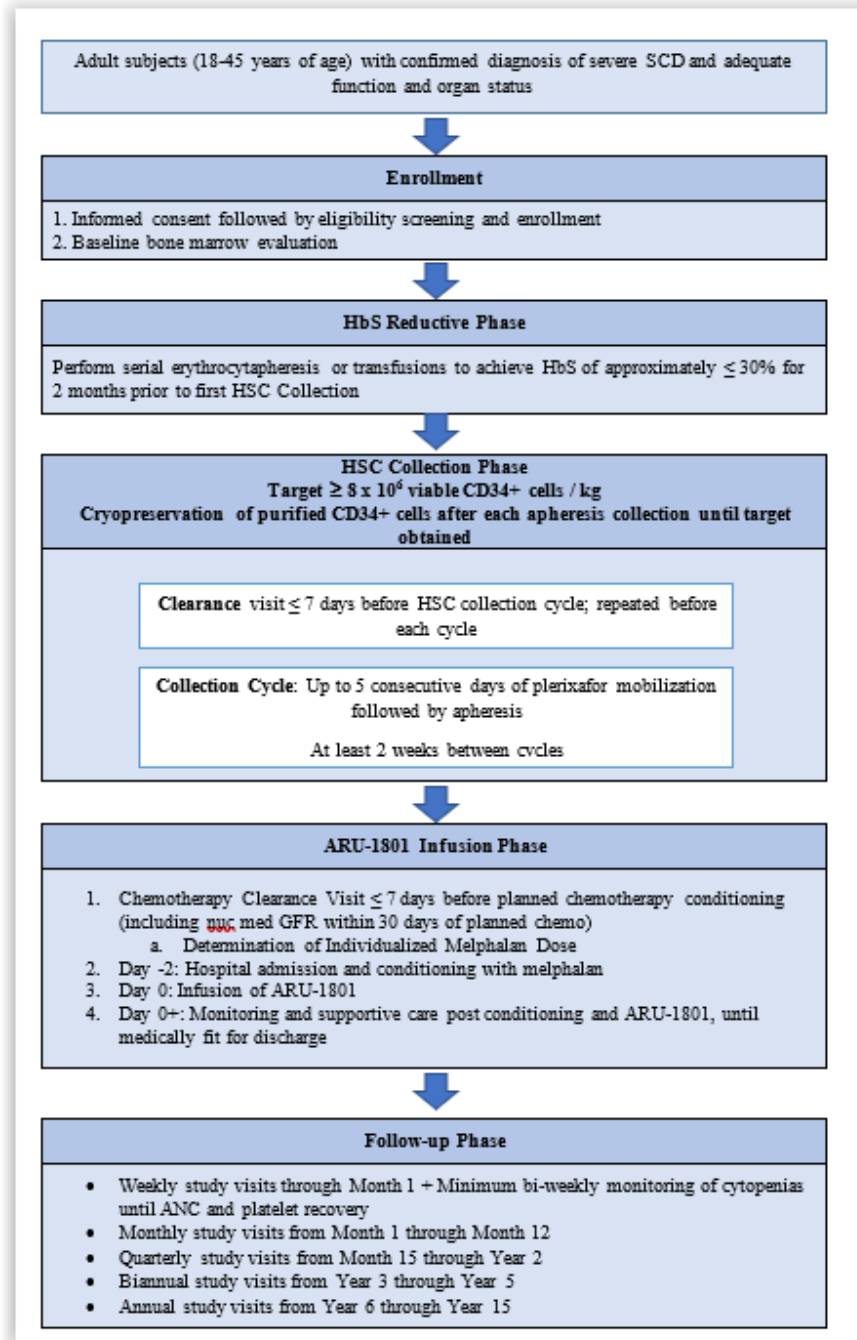 Adult subjects (18-45 years of age) with confirmed diagnosis of severe SCD and adequate
function and organ status
Enrollment
1. Informed consent followed by eligibility screening and enrollment
2. Baseline bone marrow evaluation
HbS Reductive Phase
Perform serial erythrocytapheresis or transfusions to achieve HbS of approximately ≤ 30% for
2 months prior to first HSC Collection
HSC Collection Phase
Target ≥ 8 x 10⁶ viable CD34+ cells / kg
Cryopreservation of purified CD34+ cells after each apheresis collection until target
obtained
Clearance visit ≤ 7 days before HSC collection cycle; repeated before
each cycle
Collection Cycle: Up to 5 consecutive days of plerixafor mobilization
followed by apheresis
At least 2 weeks between cycles
ARU-1801 Infusion Phase
1. Chemotherapy Clearance Visit ≤ 7 days before planned chemotherapy conditioning
(including nuc med GFR within 30 days of planned chemo)
a. Determination of Individualized Melphalan Dose
2. Day -2: Hospital admission and conditioning with melphalan
3. Day 0: Infusion of ARU-1801
4. Day 0+: Monitoring and supportive care post conditioning and ARU-1801, until
medically fit for discharge
Follow-up Phase
• Weekly study visits through Month 1 + Minimum bi-weekly monitoring of cytopenias
until ANC and platelet recovery
• Monthly study visits from Month 1 through Month 12
• Quarterly study visits from Month 15 through Year 2
• Biannual study visits from Year 3 through Year 5
• Annual study visits from Year 6 through Year 15